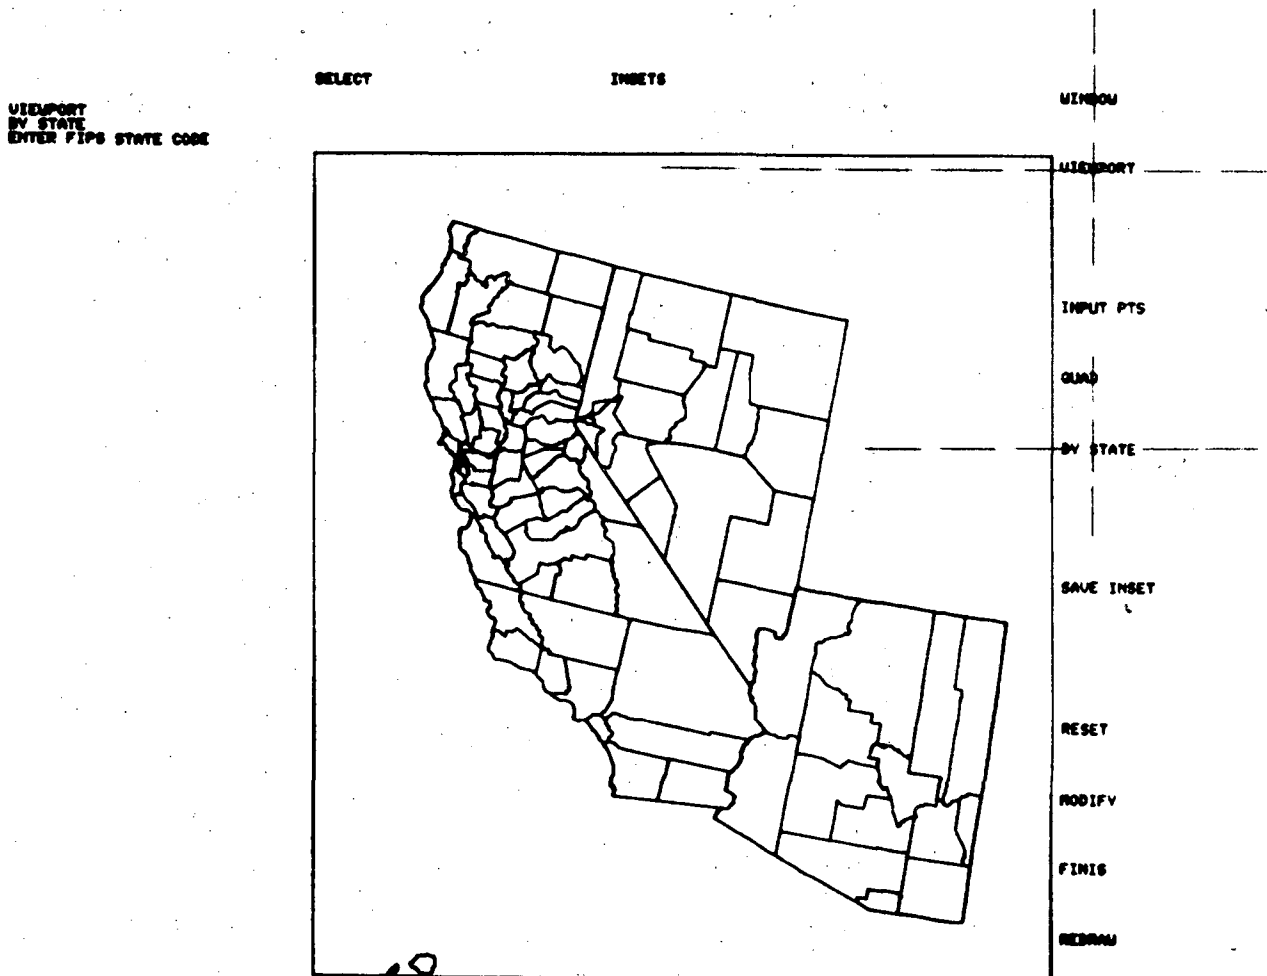 SELECT INSETS
WINDOW
VIEWPORT
BY STATE
ENTER FIPS STATE CODE
VIEWPORT
INPUT PTS
QUAD
BY STATE
SAVE INSET
RESET
MODIFY
FINIS
REDRAW